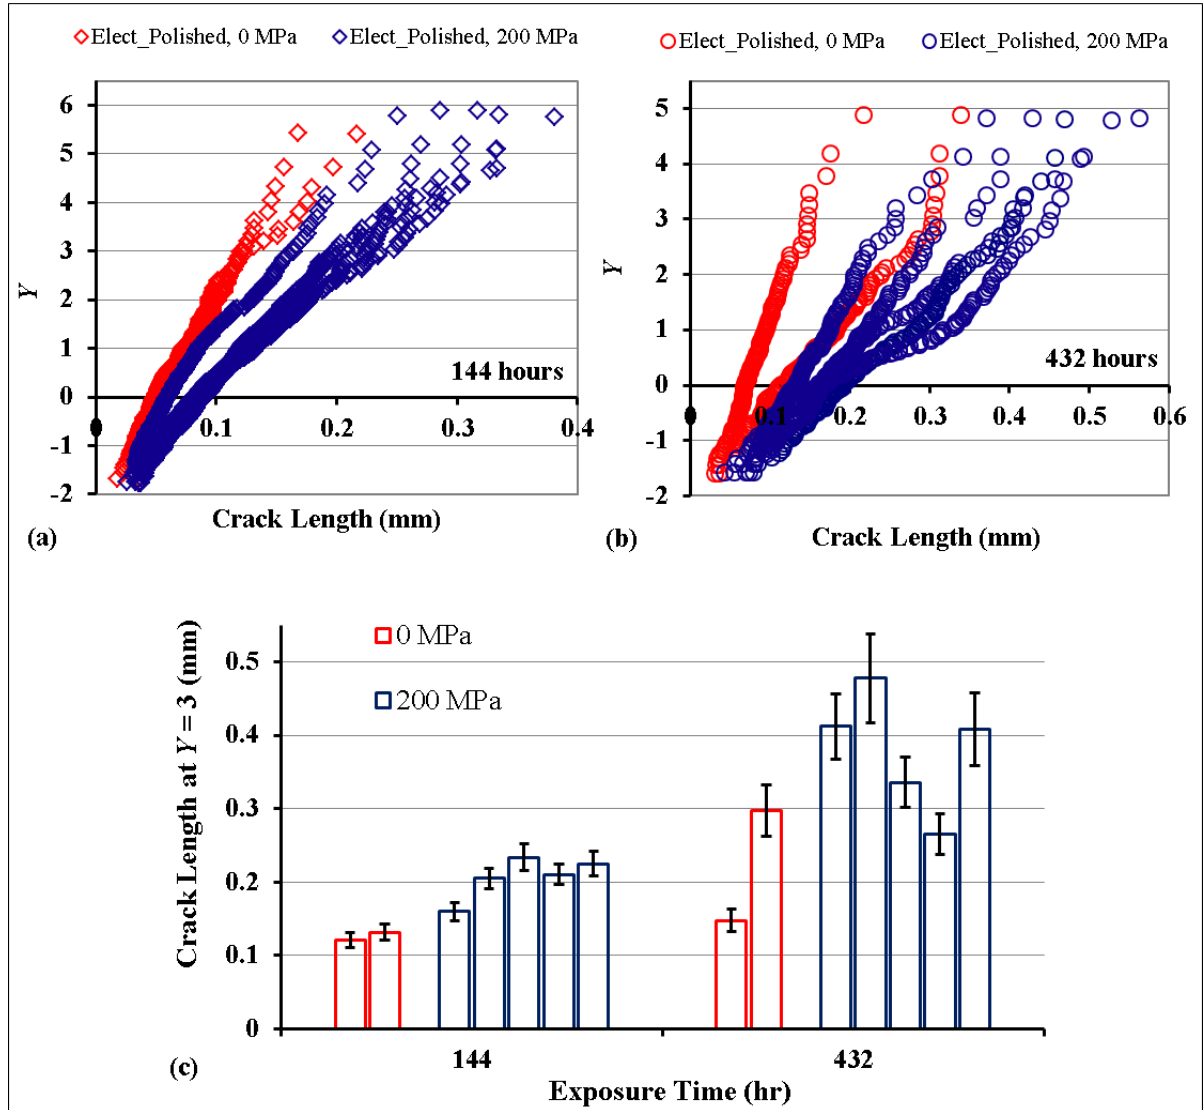 Elect_Polished, 0 MPa Elect_Polished, 200 MPa
6
5
4
3
2
1
0
-1
-2
Y
0 0.1 0.2 0.3 0.4
144 hours
Crack Length (mm)
(a)
Elect_Polished, 0 MPa Elect_Polished, 200 MPa
5
4
3
2
1
0
-1
-2
Y
0 0.1 0.2 0.3 0.4 0.5 0.6
432 hours
Crack Length (mm)
(b)
0 MPa
200 MPa
Crack Length at Y = 3 (mm)
0.5
0.4
0.3
0.2
0.1
0
144 432
Exposure Time (hr)
(c)